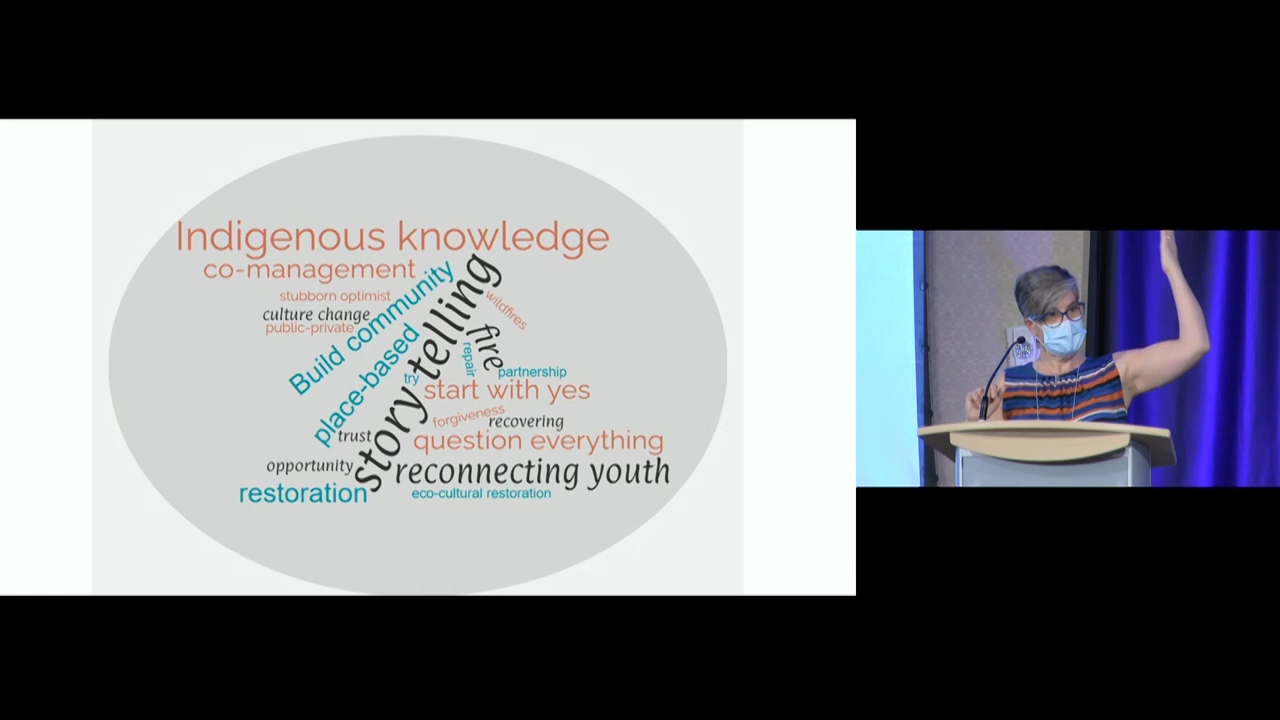 Indigenous knowledge
co-management
stubborn optimist
culture change
public-private
Build community
place-based
storytelling
wildfires
fire
repair
try
partnership
start with yes
forgiveness
recovering
trust
question everything
opportunity
reconnecting youth
restoration
eco-cultural restoration